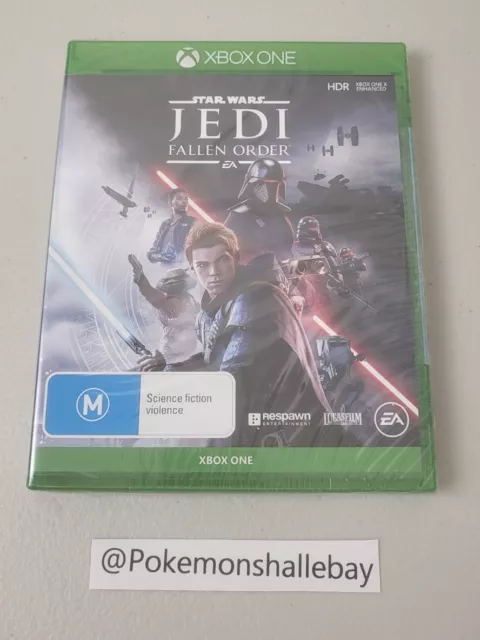 XBOX ONE
HDR XBOX ONE X
ENHANCED
STAR WARS
JEDI
FALLEN ORDER
EA
M
Science fiction
violence
Respawn
ENTERTAINMENT
LUCASFILM
EA
XBOX ONE
@Pokemonshallebay